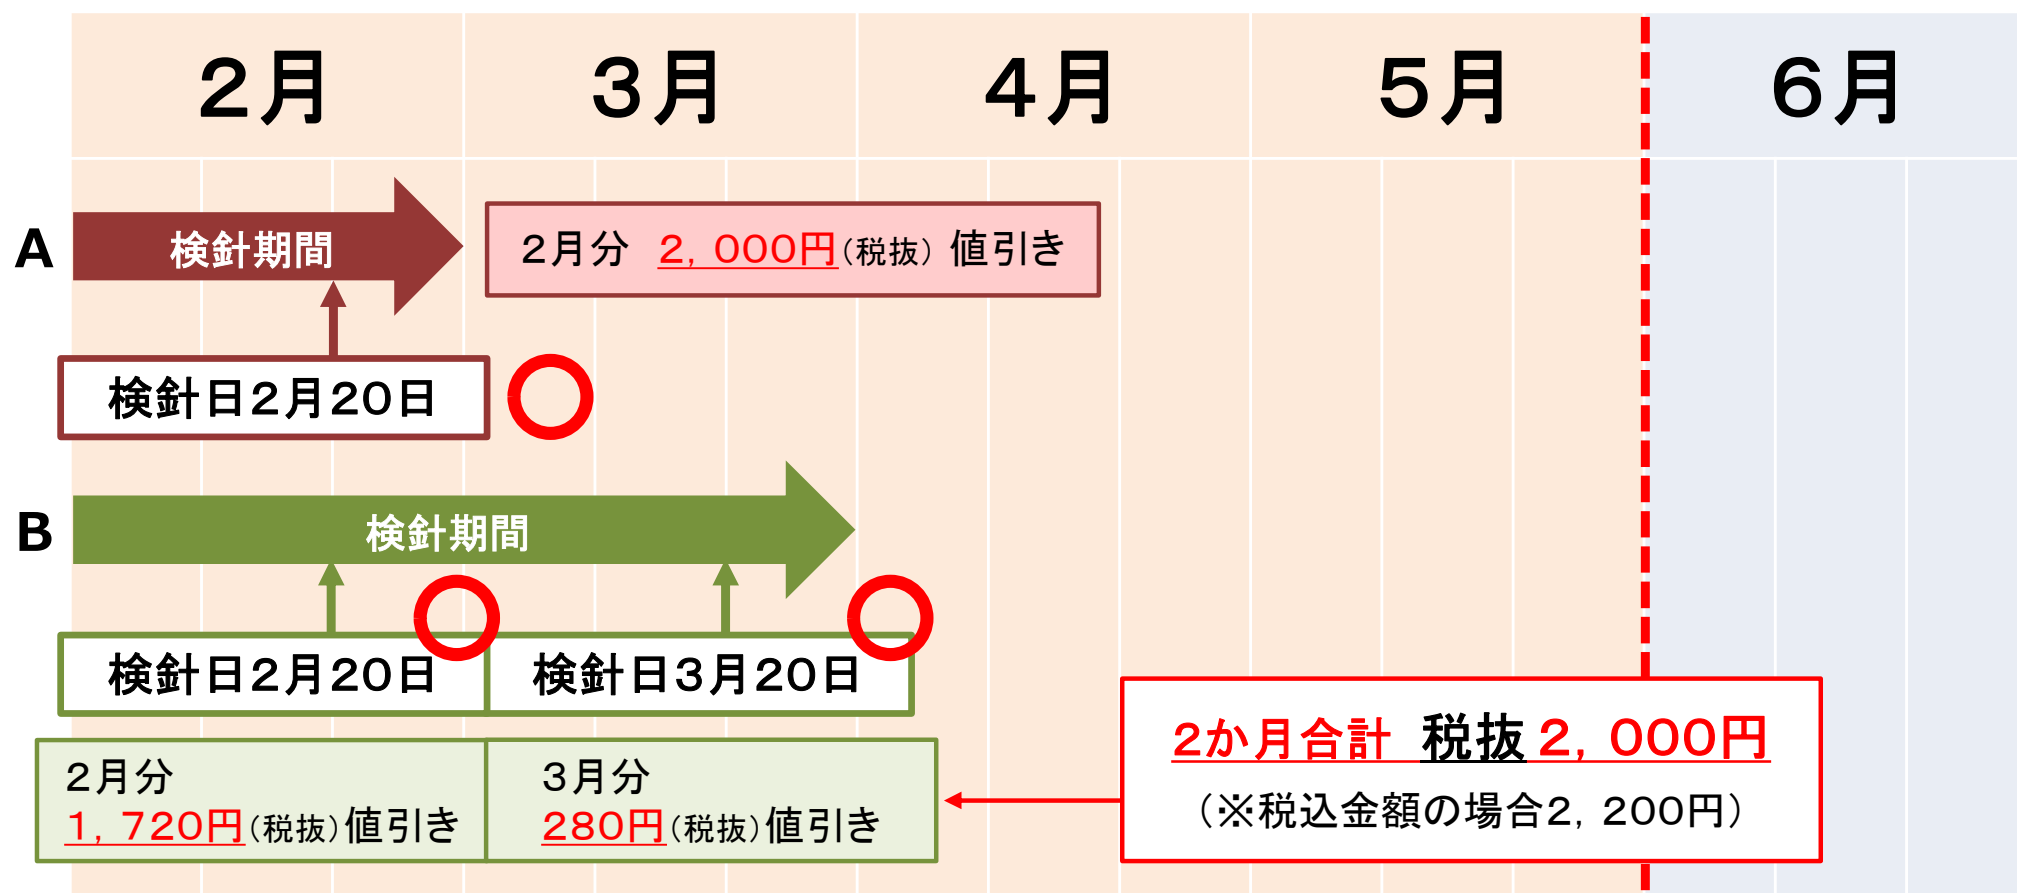 2月
3月
4月
5月
6月
A
検針期間
2月分 2,000円(税抜) 値引き
検針日2月20日
B
検針期間
検針日2月20日
検針日3月20日
2月分
1,720円(税抜)値引き
3月分
280円(税抜)値引き
2か月合計 税抜2,000円
(※税込金額の場合2,200円)